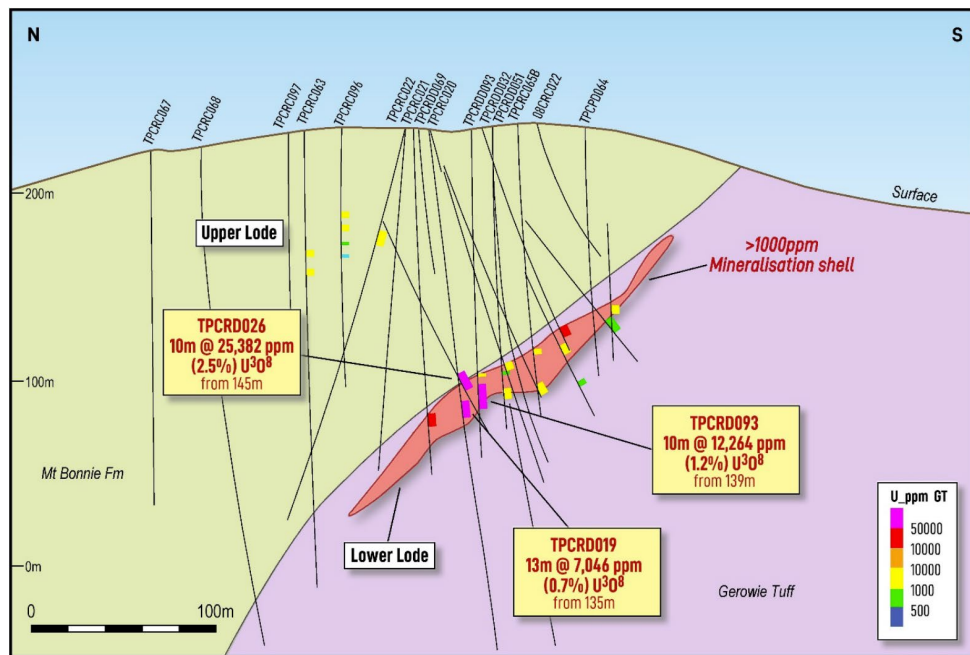 N
S
TPCRC067
TPCRC068
TPCRC097
TPCRC063
TPCRC096
TPCRC022
TPCRC021
TPCRD069
TPCRC020
TPCRD093
TPCRD032
TPCRD051
TPCRC065B
08CRC022
TPCP064
200m
Surface
Upper Lode
>1000ppm
Mineralisation shell
TPCRD026
10m @ 25,382 ppm
(2.5%) U³O⁸
from 145m
100m
TPCRD093
10m @ 12,264 ppm
(1.2%) U³O⁸
from 139m
Mt Bonnie Fm
Lower Lode
TPCRD019
13m @ 7,046 ppm
(0.7%) U³O⁸
from 135m
U_ppm GT
50000
10000
10000
1000
500
0m
Gerowie Tuff
0
100m